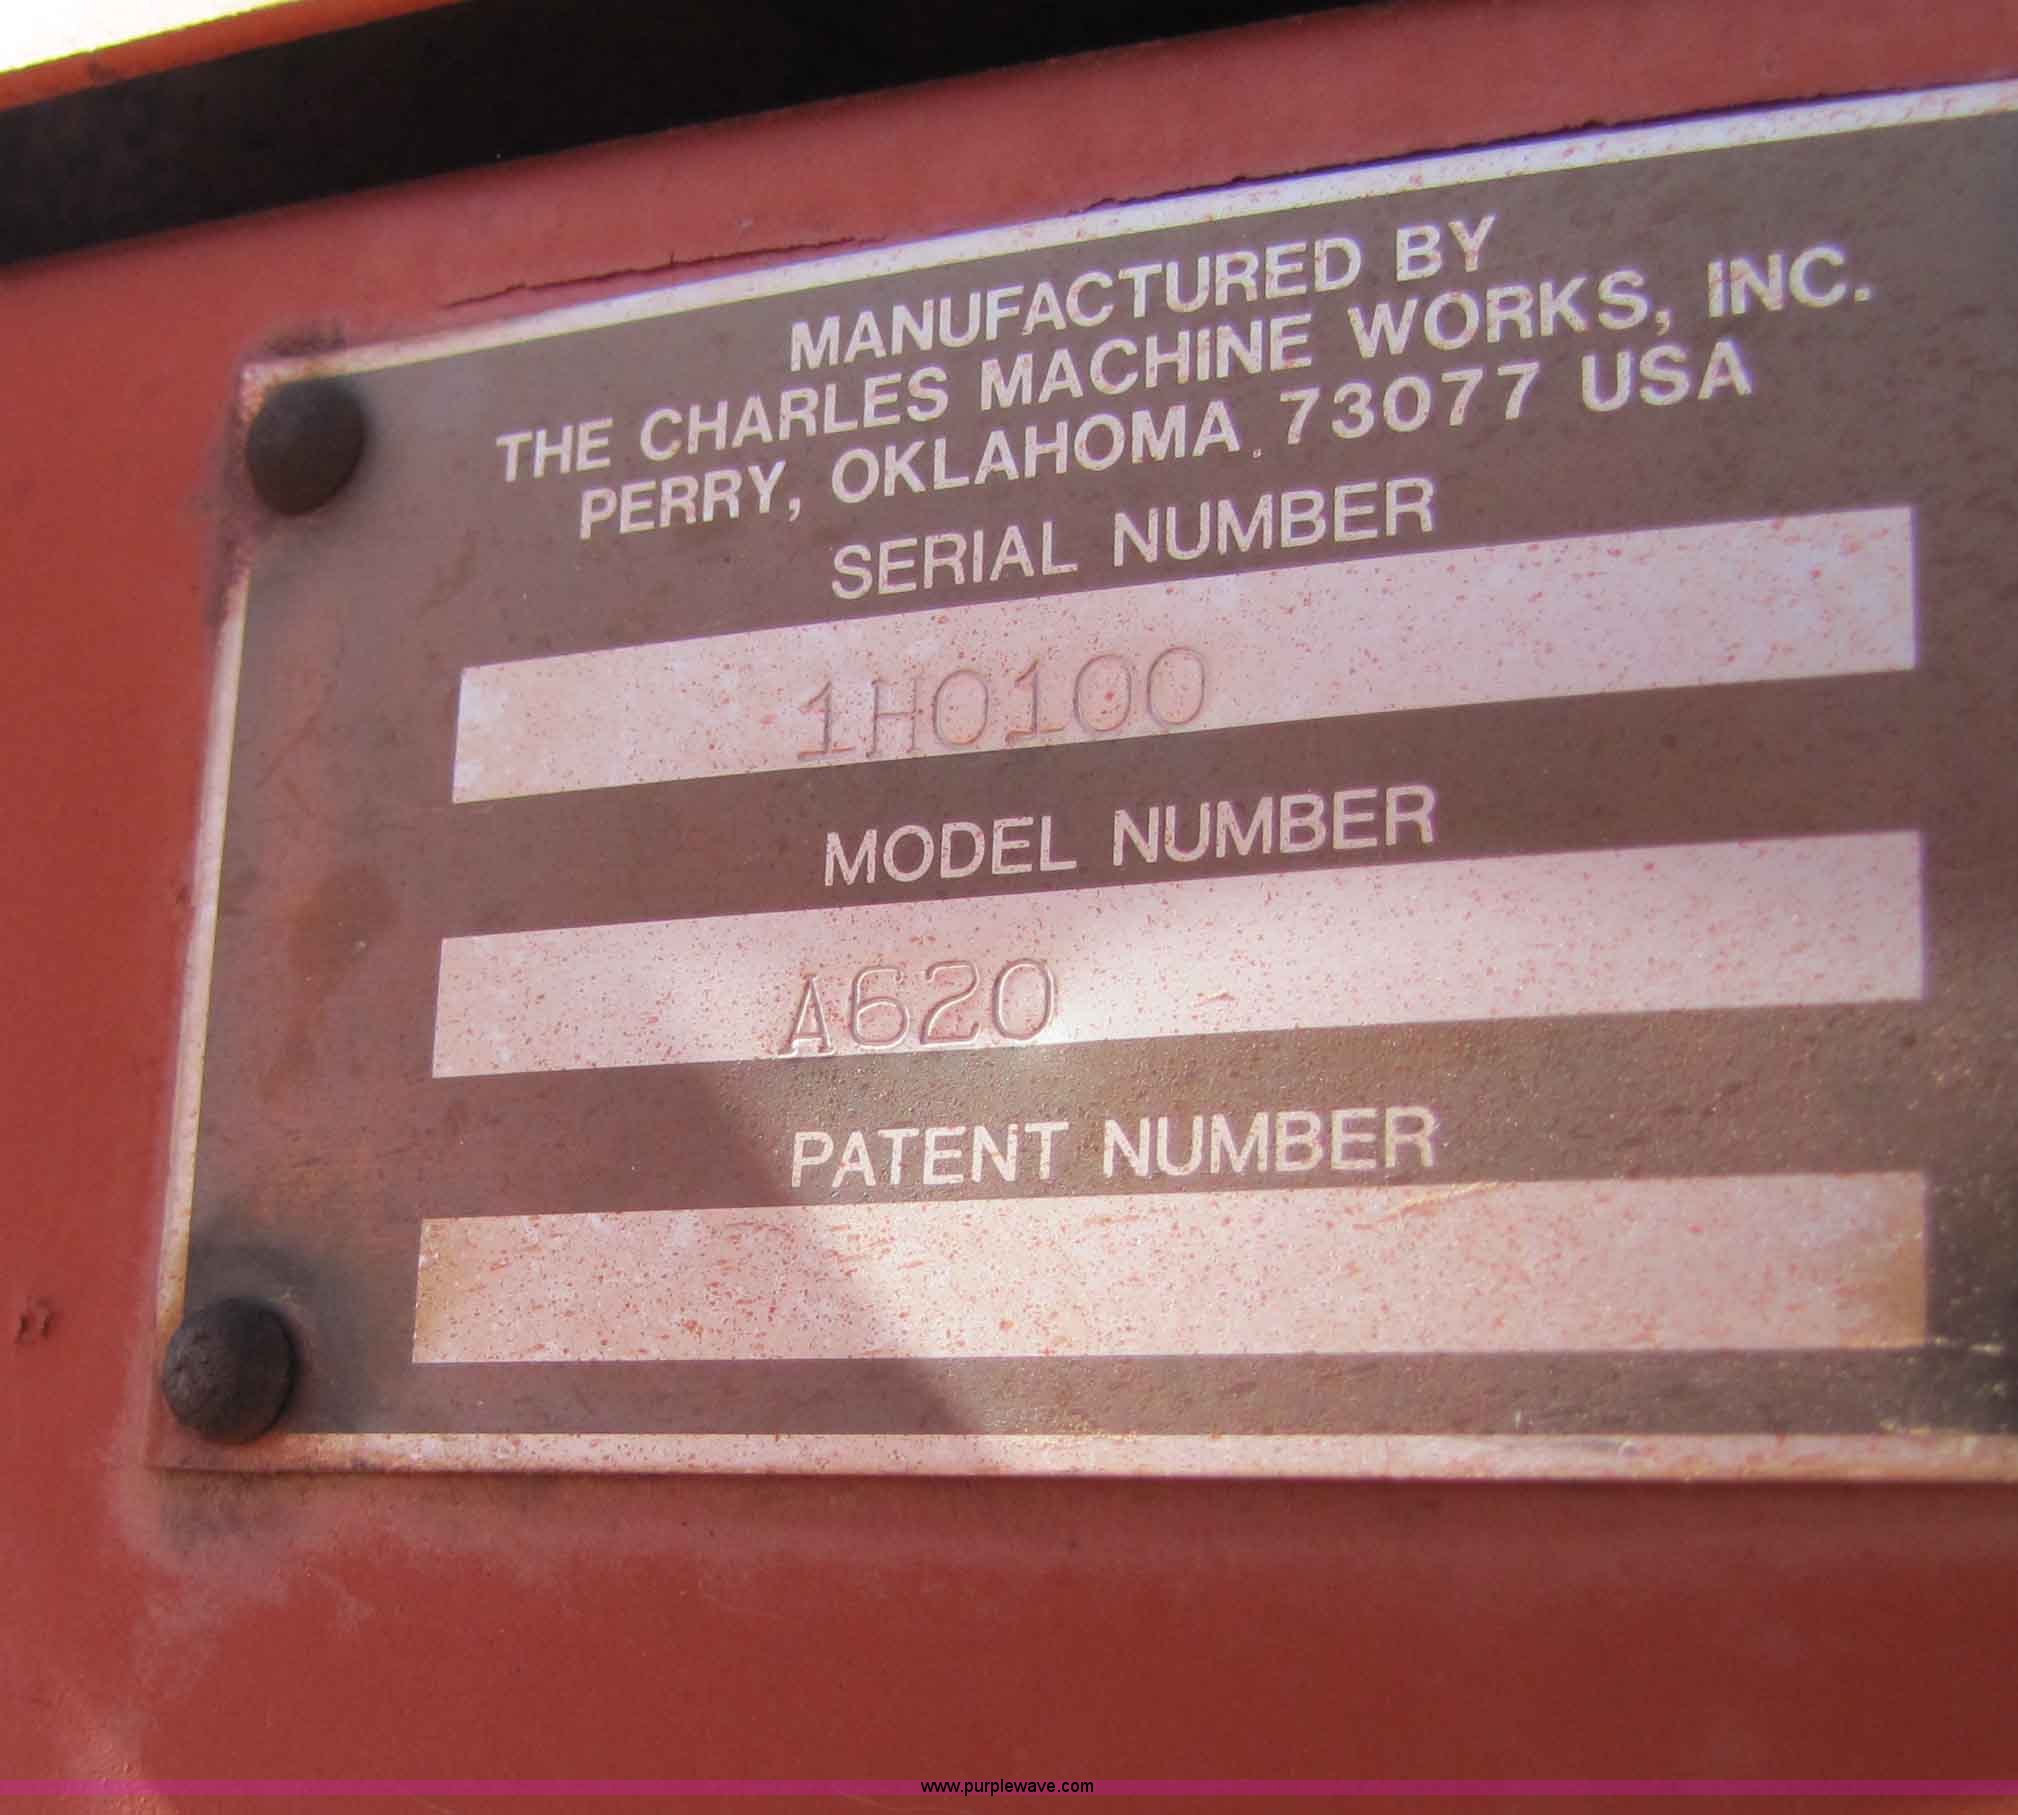 MANUFACTURED BY
THE CHARLES MACHINE WORKS, INC.
PERRY, OKLAHOMA. 73077 USA
SERIAL NUMBER
1H0100
MODEL NUMBER
A620
PATENT NUMBER
www.purplewave.com